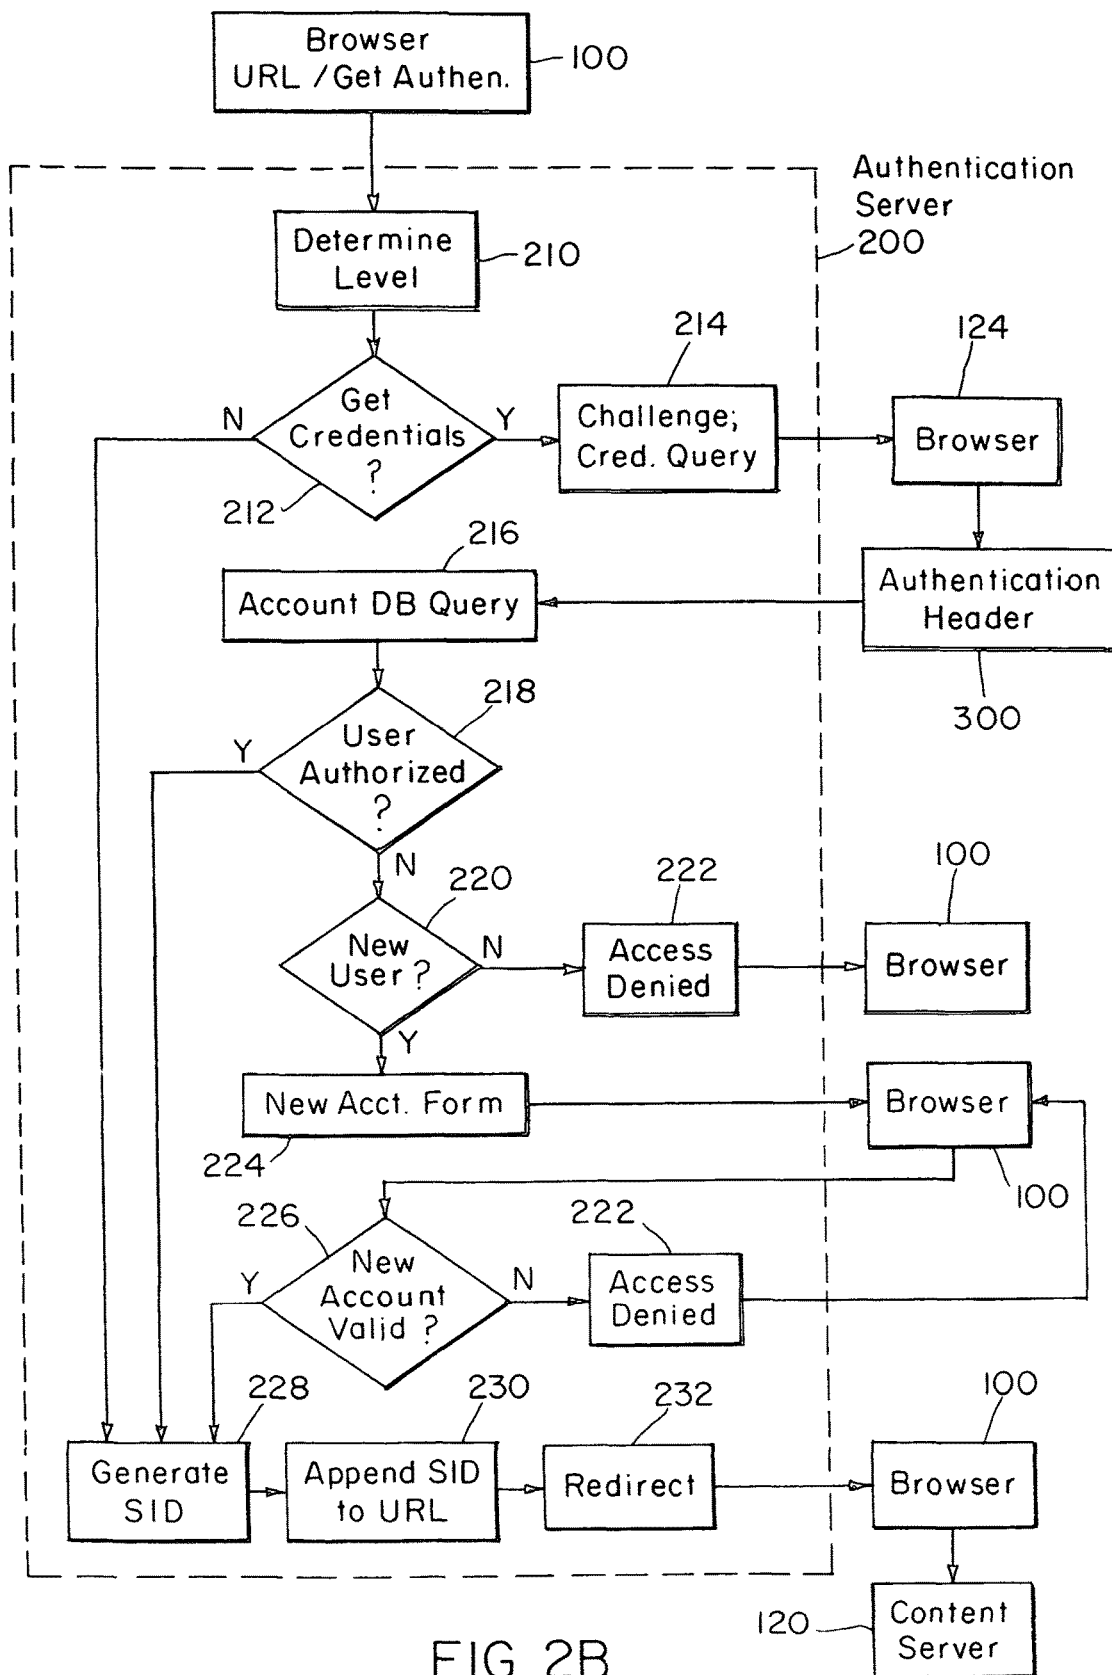 Browser
URL / Get Authen.
100
Authentication
Server
200
Determine
Level
210
214
124
N
Get
Credentials
?
Y
Challenge;
Cred. Query
Browser
212
216
Account DB Query
Authentication
Header
300
218
Y
User
Authorized
?
N
220
222
100
New
User ?
N
Access
Denied
Browser
Y
New Acct. Form
Browser
224
100
226
222
Y
New
Account
Valid ?
N
Access
Denied
228
230
232
100
Generate
SID
Append SID
to URL
Redirect
Browser
120
Content
Server
FIG. 2B